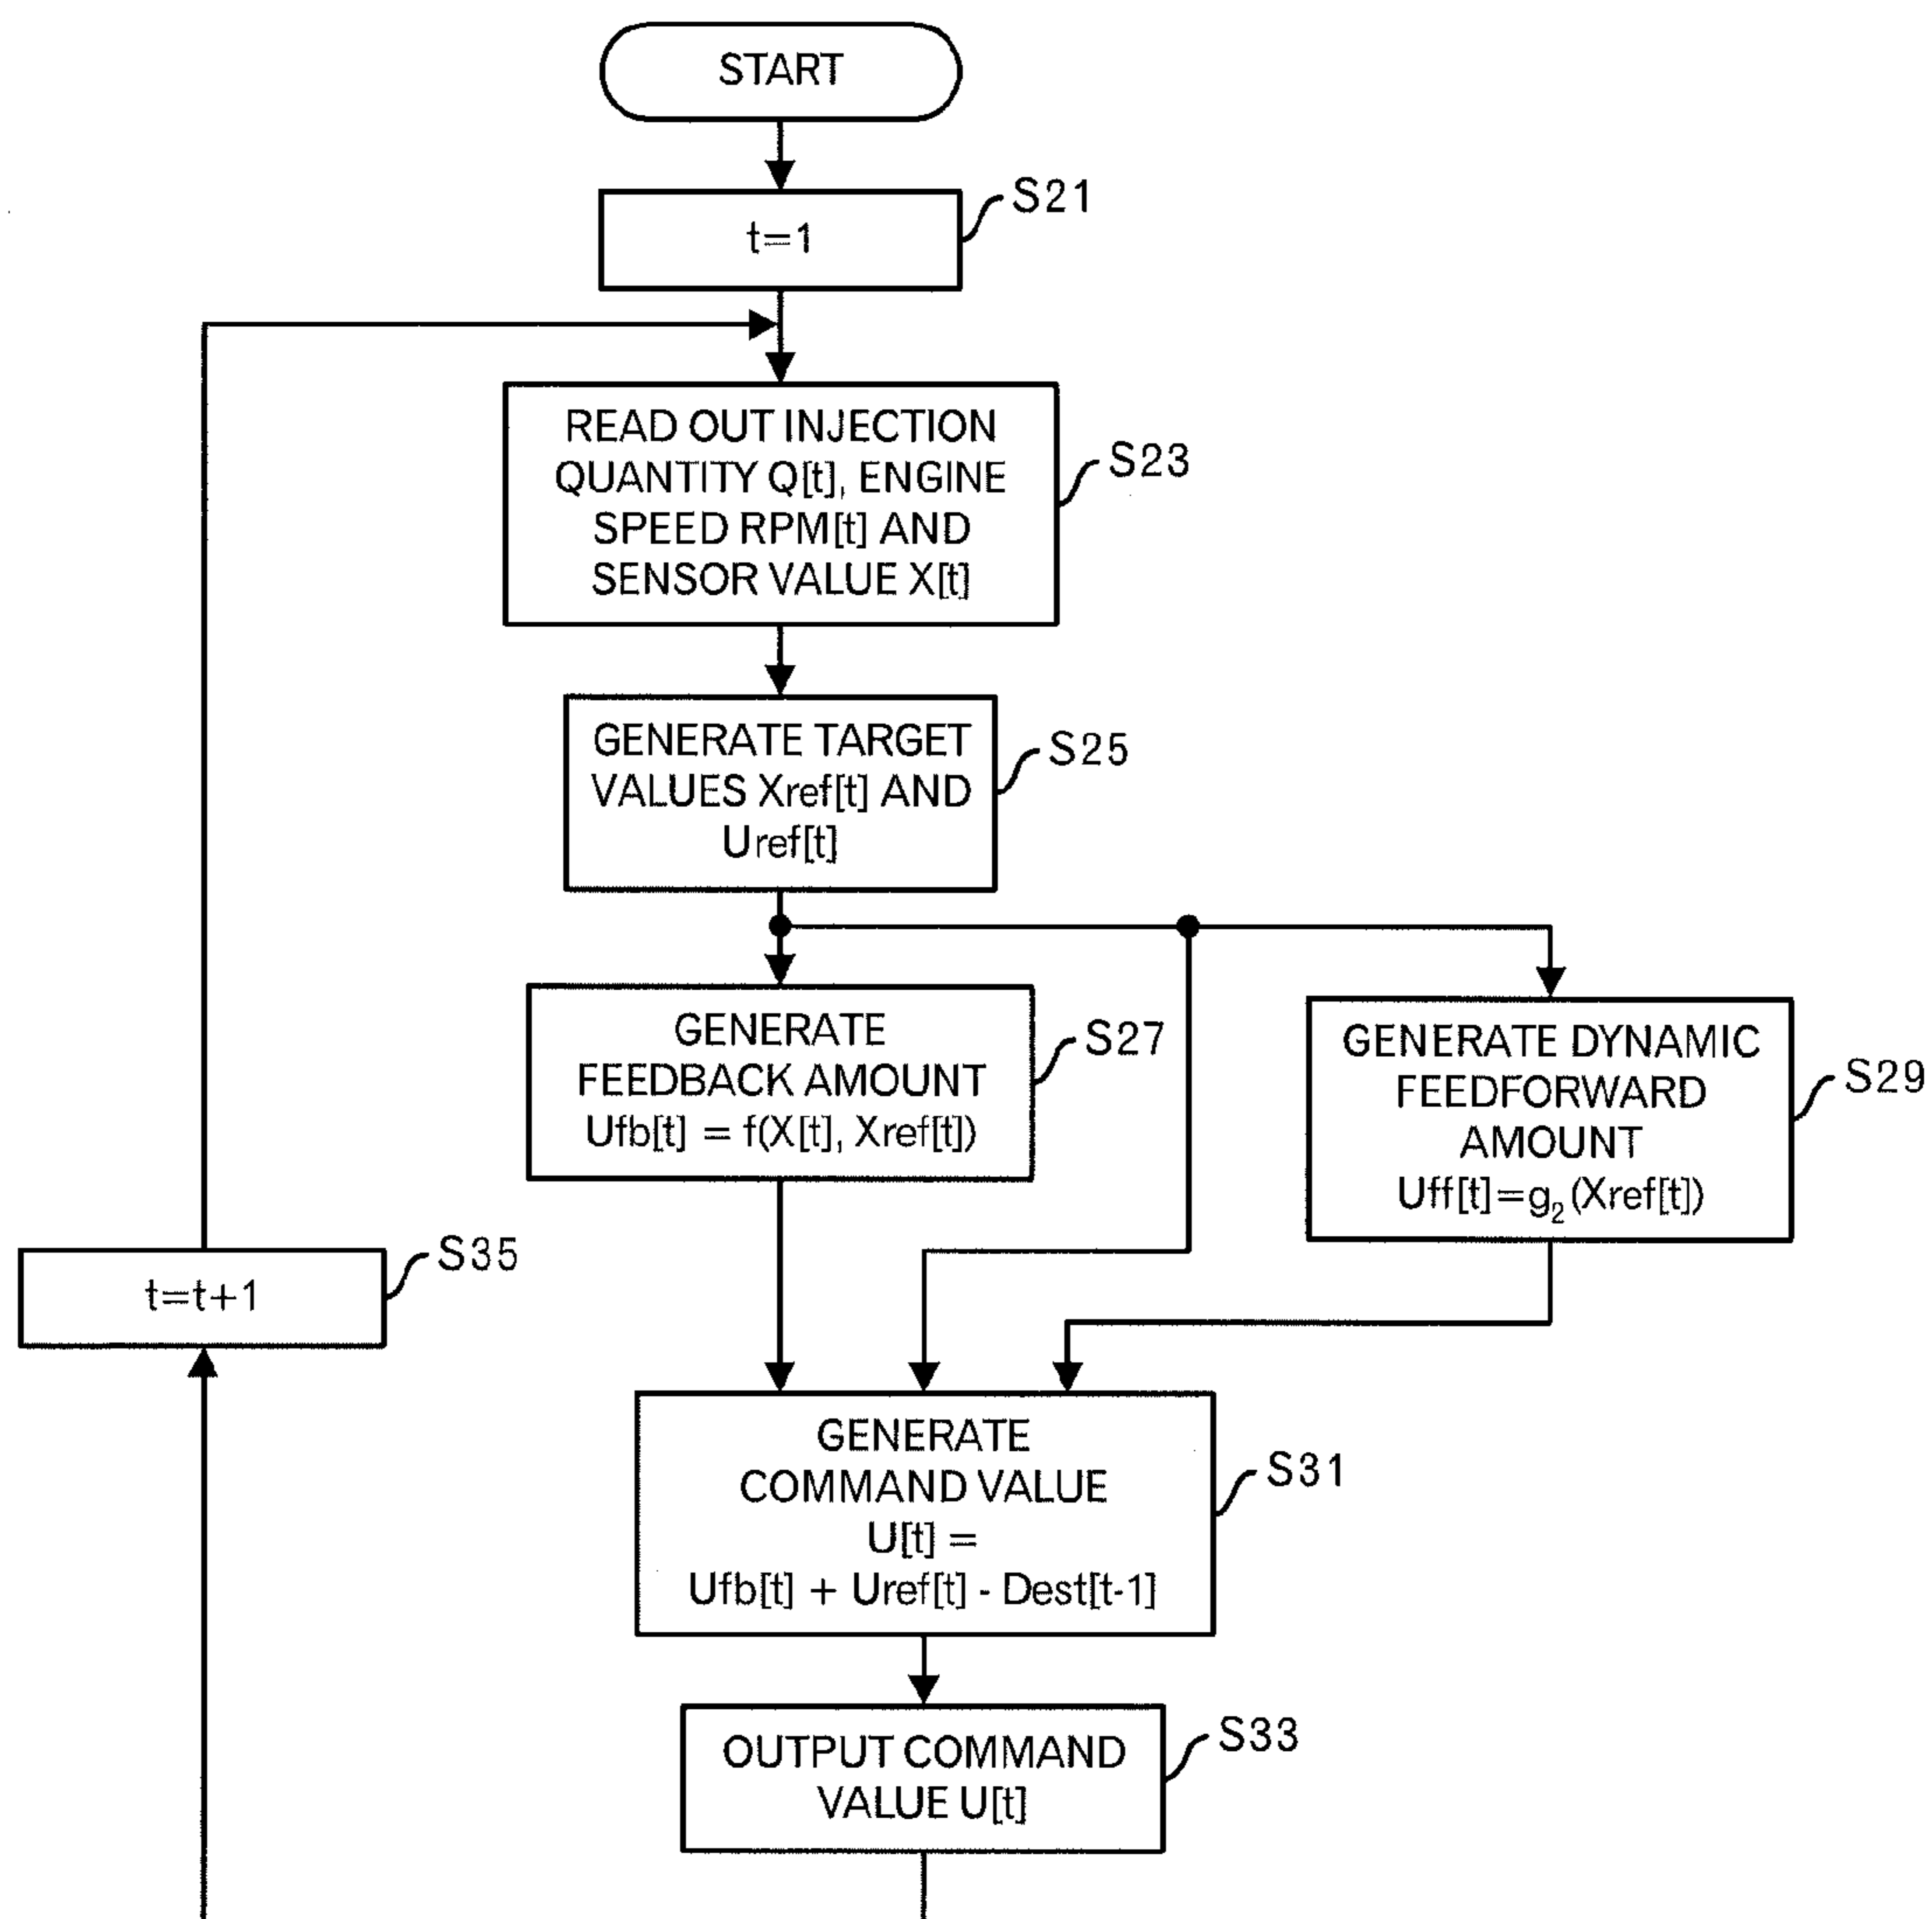 START
t=1
S21
READ OUT INJECTION
QUANTITY Q[t], ENGINE
SPEED RPM[t] AND
SENSOR VALUE X[t]
S23
GENERATE TARGET
VALUES Xref[t] AND
Uref[t]
S25
GENERATE
FEEDBACK AMOUNT
Ufb[t] = f(X[t], Xref[t])
S27
GENERATE DYNAMIC
FEEDFORWARD
AMOUNT
Uff[t]=g₂(Xref[t])
S29
t=t+1
S35
GENERATE
COMMAND VALUE
U[t] =
Ufb[t] + Uref[t] - Dest[t-1]
S31
OUTPUT COMMAND
VALUE U[t]
S33